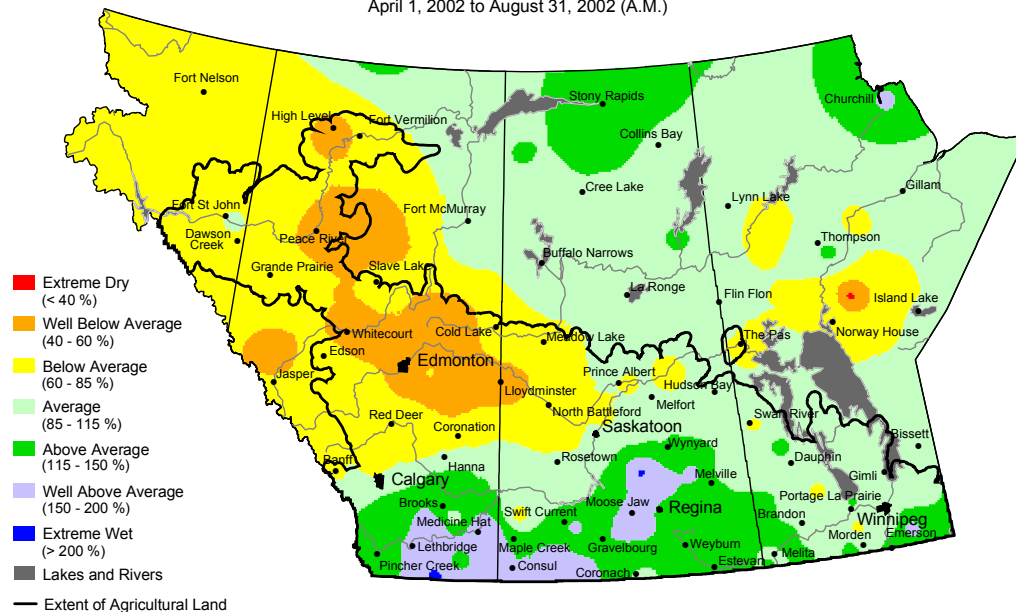 April 1, 2002 to August 31, 2002 (A.M.)
Fort Nelson
High Level
Fort Vermilion
Stony Rapids
Collins Bay
Churchill
Cree Lake
Lynn Lake
Gillam
Fort St John
Dawson
Creek
Peace River
Fort McMurray
Buffalo Narrows
Thompson
Grande Prairie
Slave Lake
La Ronge
Flin Flon
Island Lake
Norway House
Whitecourt
Cold Lake
Meadow Lake
The Pas
Edson
Edmonton
Jasper
Lloydminster
Prince Albert
Hudson Bay
Melfort
North Battleford
Swan River
Red Deer
Coronation
Saskatoon
Wynyard
Bissett
Banff
Hanna
Rosetown
Dauphin
Gimli
Calgary
Melville
Portage La Prairie
Brooks
Swift Current
Moose Jaw
Regina
Brandon
Winnipeg
Medicine Hat
Lethbridge
Maple Creek
Gravelbourg
Weyburn
Morden
Emerson
Pincher Creek
Consul
Coronach
Estevan
Melita
Extreme Dry
(< 40 %)
Well Below Average
(40 - 60 %)
Below Average
(60 - 85 %)
Average
(85 - 115 %)
Above Average
(115 - 150 %)
Well Above Average
(150 - 200 %)
Extreme Wet
(> 200 %)
Lakes and Rivers
Extent of Agricultural Land